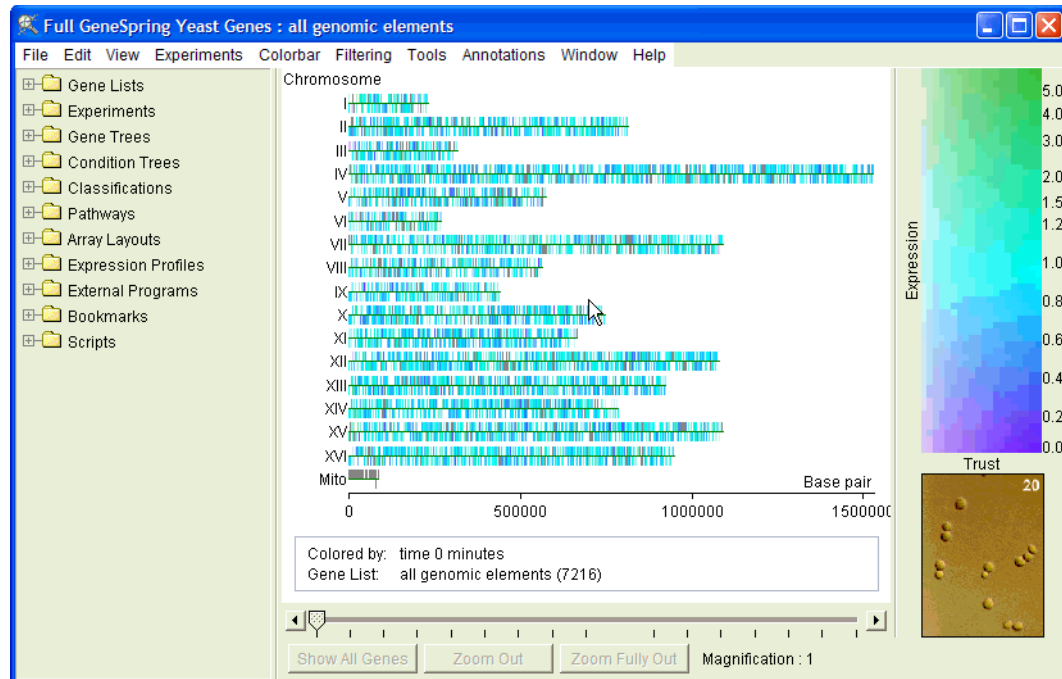 Full GeneSpring Yeast Genes : all genomic elements
File Edit View Experiments Colorbar Filtering Tools Annotations Window Help
Gene Lists
Experiments
Gene Trees
Condition Trees
Classifications
Pathways
Array Layouts
Expression Profiles
External Programs
Bookmarks
Scripts
Chromosome
I
II
III
IV
V
VI
VII
VIII
IX
X
XI
XII
XIII
XIV
XV
XVI
Mito
Base pair
0 500000 1000000 1500000
Colored by: time 0 minutes
Gene List: all genomic elements (7216)
Show All Genes Zoom Out Zoom Fully Out Magnification : 1
Expression
5.0
4.0
3.0
2.0
1.5
1.2
1.0
0.8
0.6
0.4
0.2
0.0
Trust
20